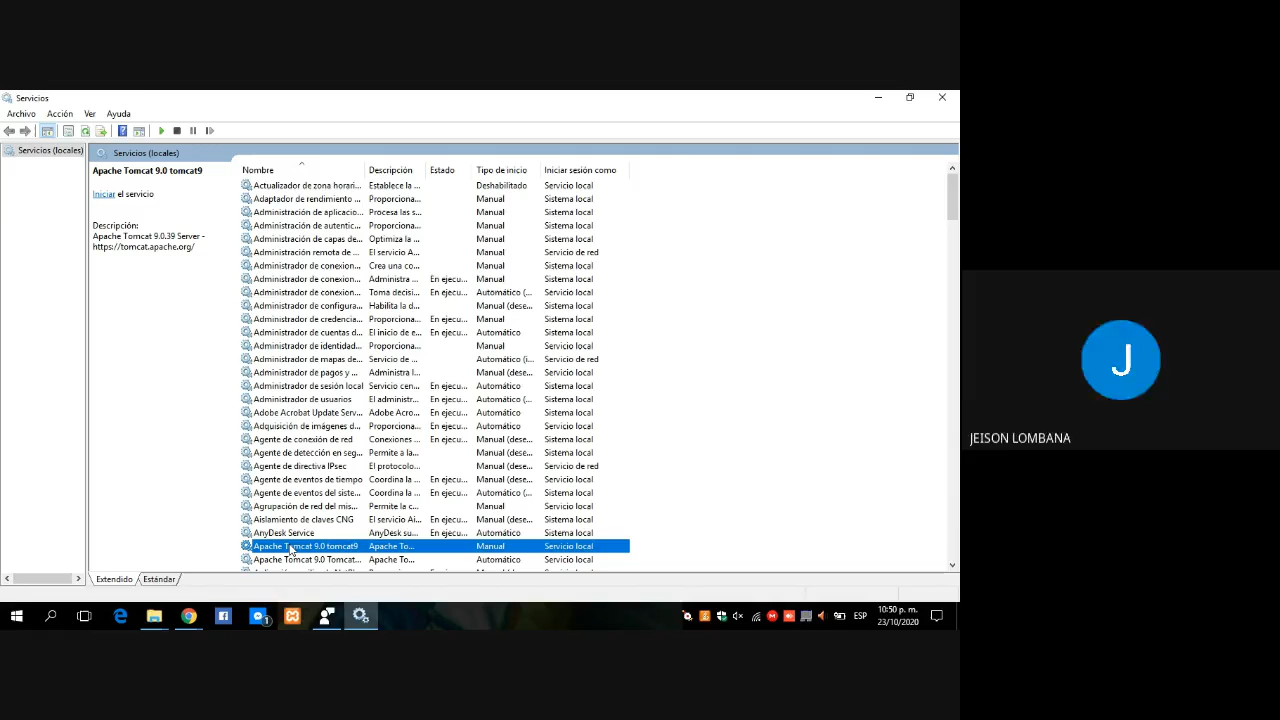 Servicios
Archivo Acción Ver Ayuda
Servicios (locales)
Servicios (locales)
Apache Tomcat 9.0 tomcat9
Iniciar el servicio
Descripción:
Apache Tomcat 9.0.39 Server -
https://tomcat.apache.org/
Nombre Descripción Estado Tipo de inicio Iniciar sesión como
Actualizador de zona horari... Establece la ... Deshabilitado Servicio local
Adaptador de rendimiento ... Proporciona... Manual Sistema local
Administración de aplicacio... Procesa las s... Manual Sistema local
Administración de autentic... Proporciona... Manual Sistema local
Administrador de capas de... Optimiza la ... Manual Sistema local
Administración remota de ... El servicio A... Manual Servicio de red
Administrador de conexion... Crea una co... Manual Sistema local
Administrador de conexion... Administra ... En ejecu... Manual Sistema local
Administrador de conexion... Toma decisi... En ejecu... Automático (... Servicio local
Administrador de configura... Habilita la d... Manual (dese... Sistema local
Administrador de credencia... Proporciona... En ejecu... Manual Sistema local
Administrador de cuentas d... El inicio de e... En ejecu... Automático Sistema local
Administrador de identidad... Proporciona... Manual Servicio local
Administrador de mapas de... Servicio de ... Automático (i... Servicio de red
Administrador de pagos y ... Administra l... Manual (dese... Servicio local
Administrador de sesión local Servicio cen... En ejecu... Automático Sistema local
Administrador de usuarios El administr... En ejecu... Automático (... Sistema local
Adobe Acrobat Update Serv... Adobe Acro... En ejecu... Automático Sistema local
Adquisición de imágenes d... Proporciona... En ejecu... Automático Servicio local
Agente de conexión de red Conexiones ... En ejecu... Manual (dese... Sistema local
Agente de detección en seg... Permite a la... Manual (dese... Sistema local
Agente de directiva IPsec El protocolo... Manual (dese... Servicio de red
Agente de eventos de tiempo Coordina la ... En ejecu... Manual (dese... Servicio local
Agente de eventos del siste... Coordina la ... En ejecu... Automático (... Sistema local
Agrupación de red del mis... Permite la c... Manual Servicio local
Aislamiento de claves CNG El servicio Ai... En ejecu... Manual (dese... Sistema local
AnyDesk Service AnyDesk su... En ejecu... Automático Sistema local
Apache Tomcat 9.0 tomcat9 Apache To... Manual Servicio local
Apache Tomcat 9.0 Tomcat... Apache To... Automático Servicio local
Extendido Estándar
1
ESP
10:50 p. m.
23/10/2020
J
JEISON LOMBANA